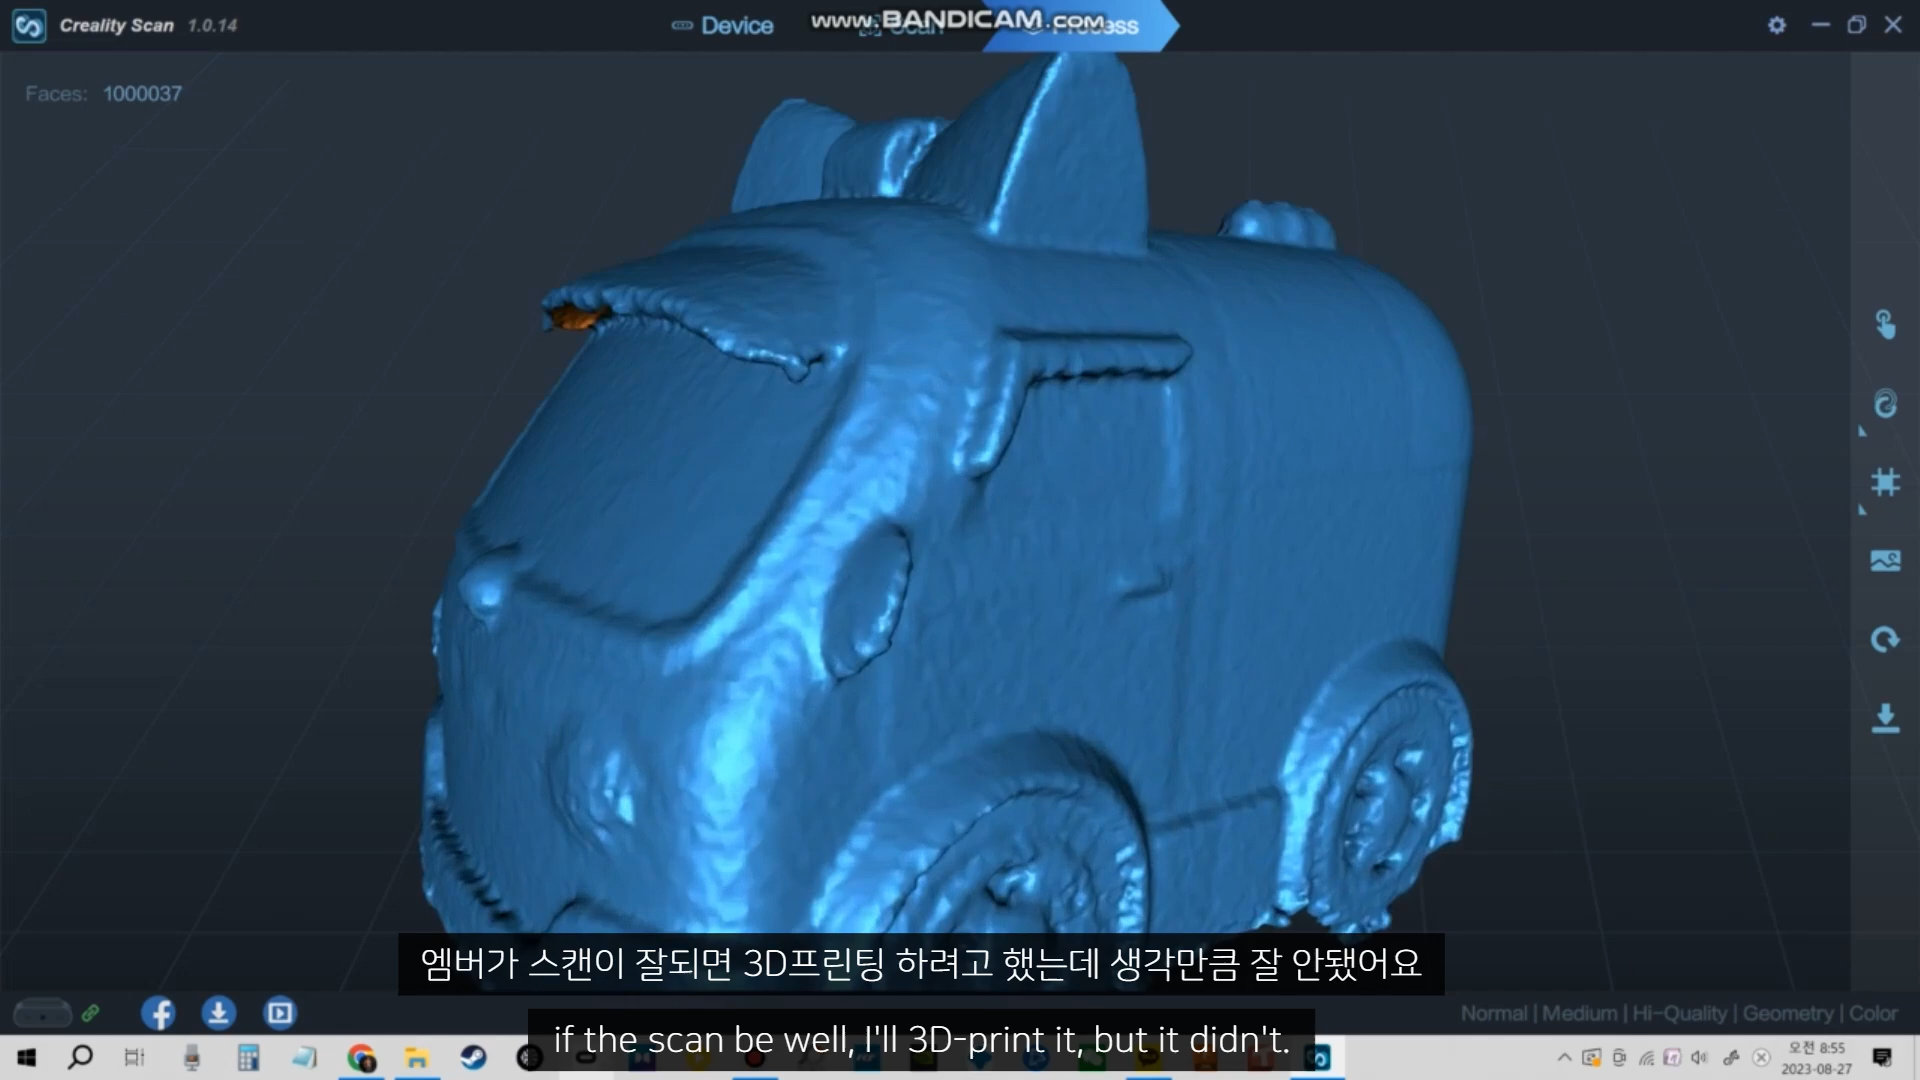 Creality Scan 1.0.14
Device
www.BANDICAM.com
Scan
Process
Faces: 1000037
엠버가 스캔이 잘되면 3D프린팅 하려고 했는데 생각만큼 잘 안됐어요
Normal | Medium | Hi-Quality | Geometry | Color
if the scan be well, I'll 3D-print it, but it didn't.
오전 8:55
2023-08-27